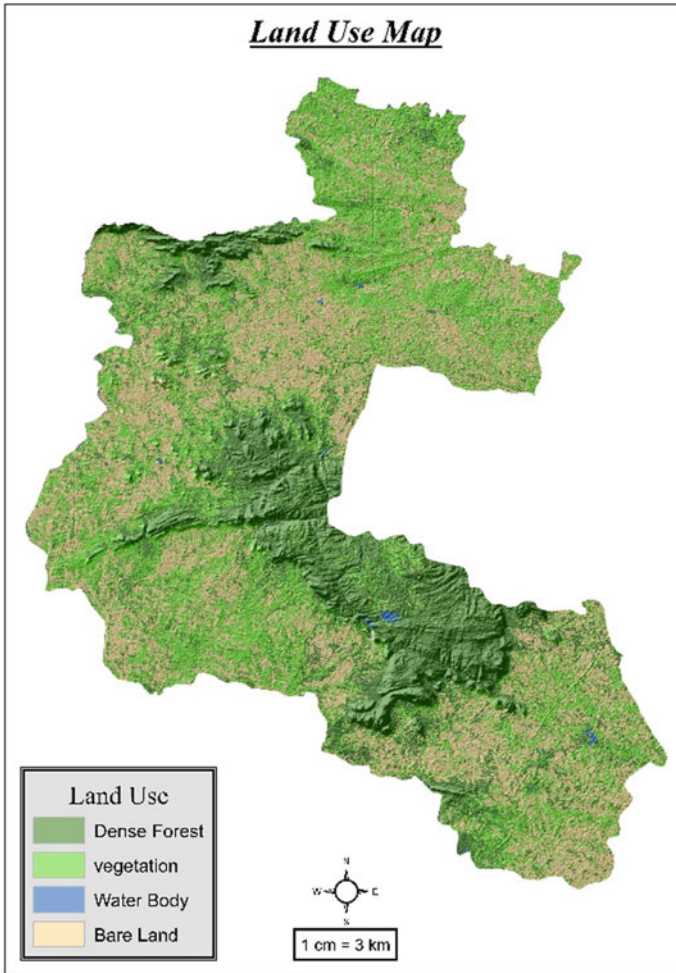 Land Use Map
Land Use
Dense Forest
vegetation
Water Body
Bare Land
N
W E
S
1 cm = 3 km